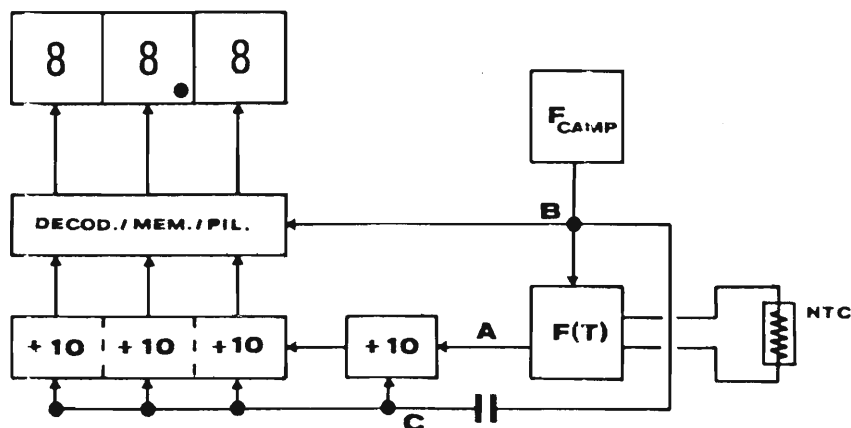 8 8. 8
F CAMP
B
DECOD./MEM./PIL.
NTC
A
F(T)
+10 +10 +10
+10
C